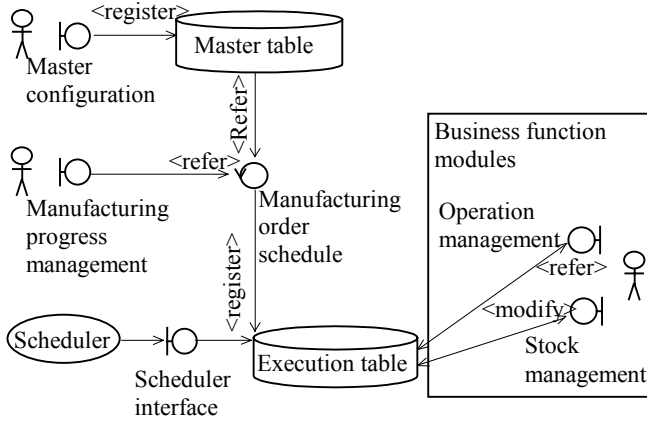 <register>
Master table
Master
configuration
<Refer>
Business function
modules
<refer>
Manufacturing
progress
management
Manufacturing
order
schedule
Operation
management
<refer>
<register>
<modify>
Scheduler
Scheduler
interface
Execution table
Stock
management